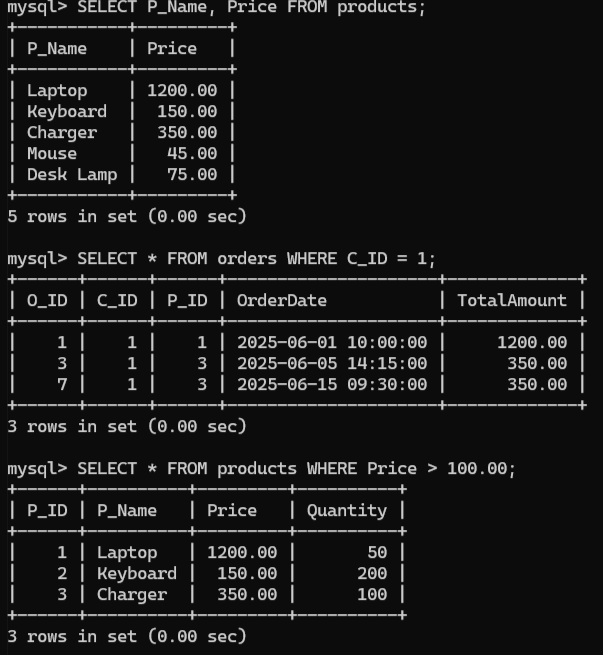 mysql> SELECT P_Name, Price FROM products;
+-----------+---------+
| P_Name    | Price   |
+-----------+---------+
| Laptop    | 1200.00 |
| Keyboard  |  150.00 |
| Charger   |  350.00 |
| Mouse     |   45.00 |
| Desk Lamp |   75.00 |
+-----------+---------+
5 rows in set (0.00 sec)

mysql> SELECT * FROM orders WHERE C_ID = 1;
+------+------+------+---------------------+-------------+
| O_ID | C_ID | P_ID | OrderDate           | TotalAmount |
+------+------+------+---------------------+-------------+
|    1 |    1 |    1 | 2025-06-01 10:00:00 |     1200.00 |
|    3 |    1 |    3 | 2025-06-05 14:15:00 |      350.00 |
|    7 |    1 |    3 | 2025-06-15 09:30:00 |      350.00 |
+------+------+------+---------------------+-------------+
3 rows in set (0.00 sec)

mysql> SELECT * FROM products WHERE Price > 100.00;
+------+----------+---------+----------+
| P_ID | P_Name   | Price   | Quantity |
+------+----------+---------+----------+
|    1 | Laptop   | 1200.00 |       50 |
|    2 | Keyboard |  150.00 |      200 |
|    3 | Charger  |  350.00 |      100 |
+------+----------+---------+----------+
3 rows in set (0.00 sec)